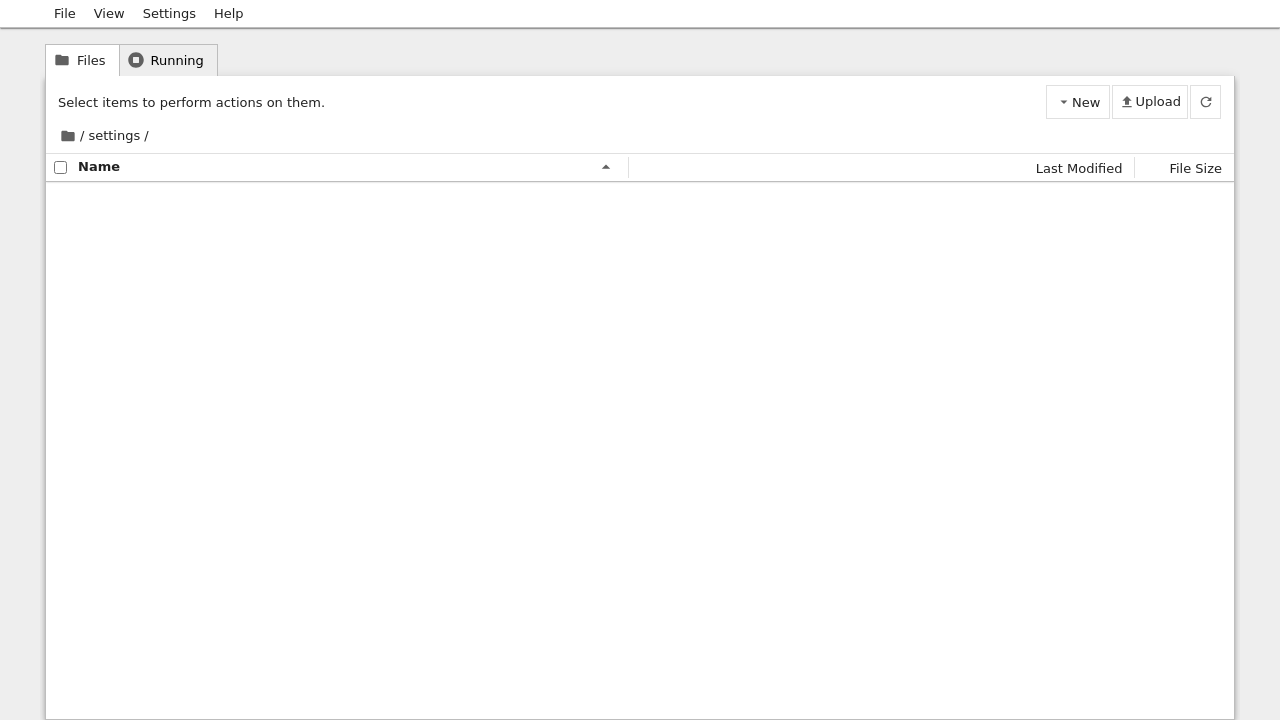 File View Settings Help
Files Running
Select items to perform actions on them. New Upload
/ settings /
Name Last Modified File Size